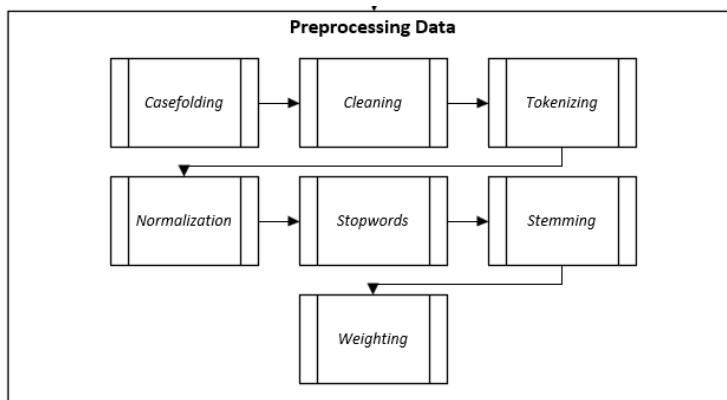 Preprocessing Data
Casefolding
Cleaning
Tokenizing
Normalization
Stopwords
Stemming
Weighting